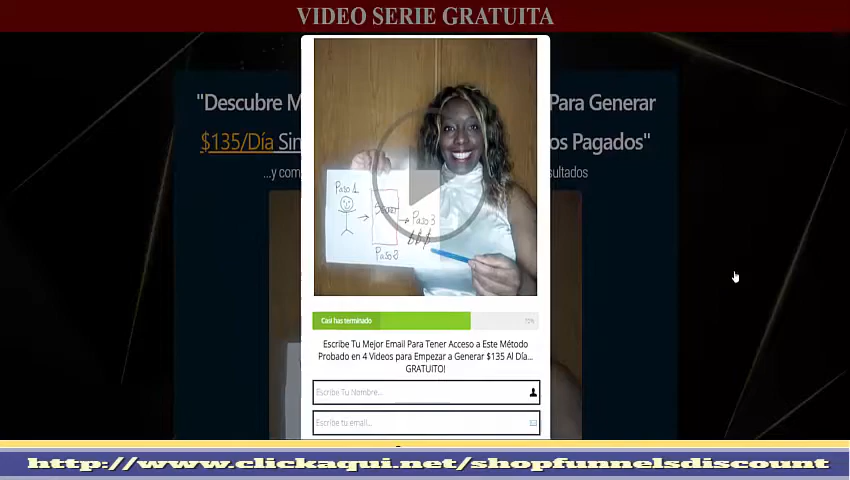 VIDEO SERIE GRATUITA
"Descubre M
Para Generar
$135/Día Sin
os Pagados"
...y com
sultados
Paso 1
Paso 3
Paso 2
Casi has terminado
70%
Escribe Tu Mejor Email Para Tener Acceso a Este Método
Probado en 4 Videos para Empezar a Generar $135 Al Día...
GRATUITO!
Escribe Tu Nombre...
Escribe tu email...
http://www.clickaqui.net/shopfunnelsdiscount